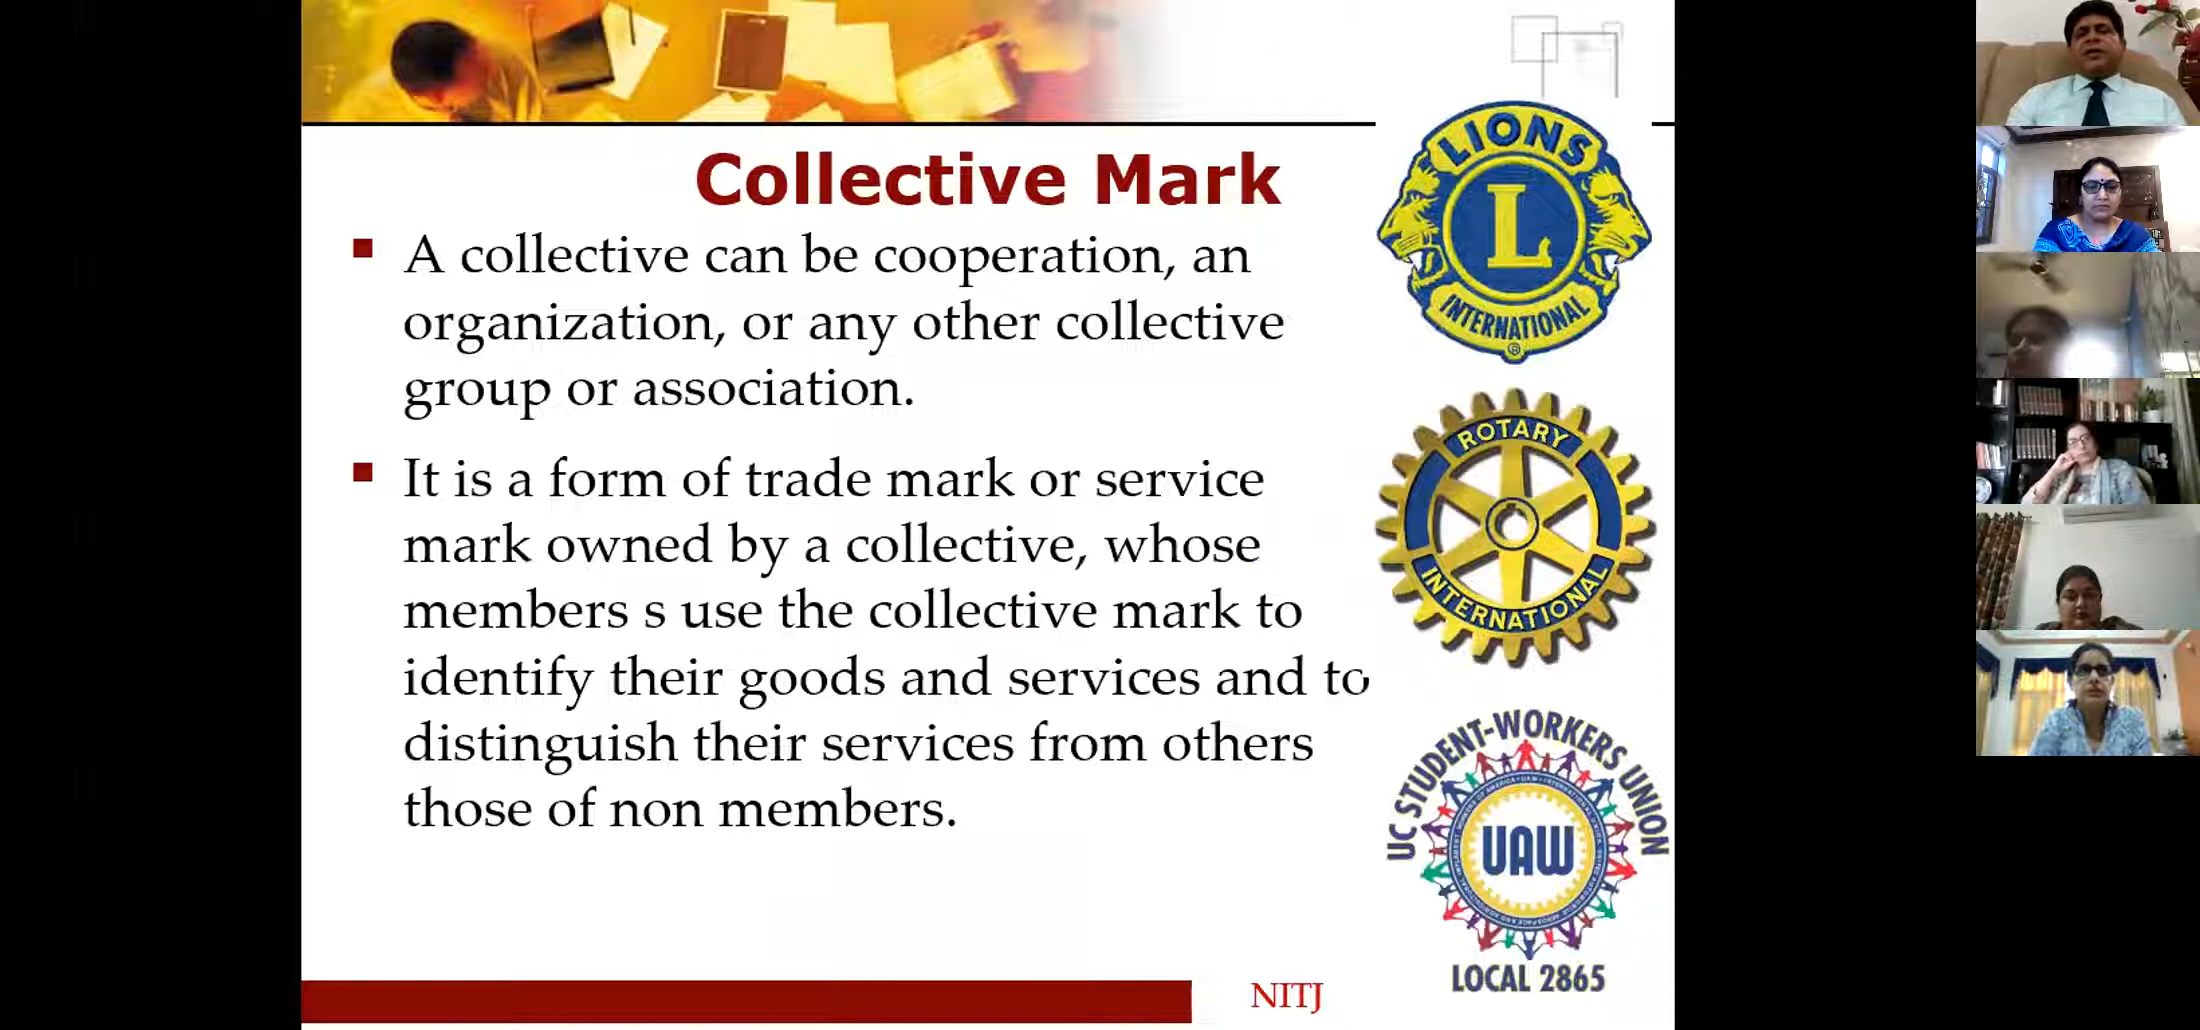 Collective Mark
A collective can be cooperation, an
organization, or any other collective
group or association.
It is a form of trade mark or service
mark owned by a collective, whose
members s use the collective mark to
identify their goods and services and to
distinguish their services from others
those of non members.
LIONS
L
INTERNATIONAL
®
ROTARY
INTERNATIONAL
UC STUDENT-WORKERS UNION
UAW
LOCAL 2865
NITJ